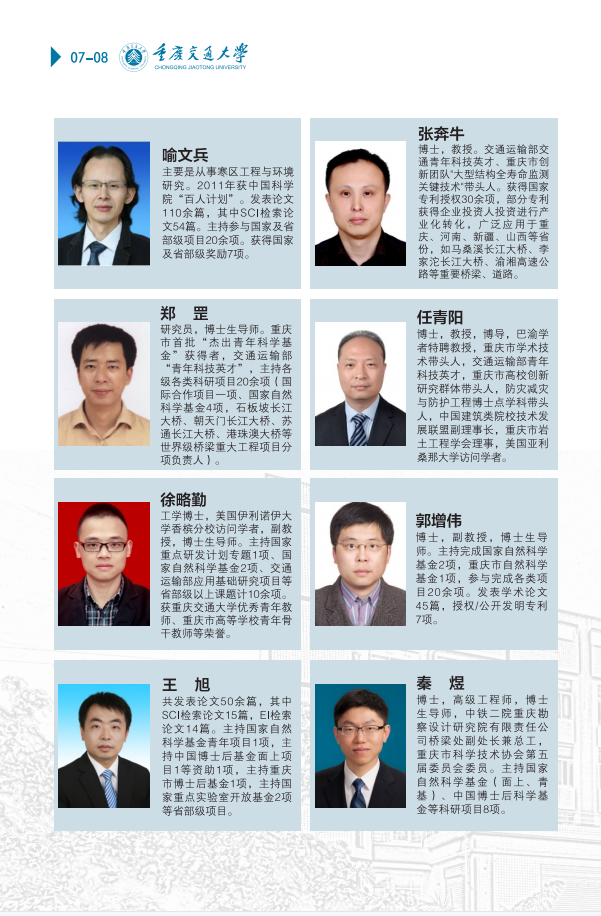 07–08
重庆交通大学
CHONGQING JIAOTONG UNIVERSITY
喻文兵
主要是从事寒区工程与环境
研究。2011年获中国科学
院“百人计划”。发表论文
110余篇，其中SCI检索论
文54篇。主持参与国家及省
部级项目20余项。获得国家
及省部级奖励7项。
张奔牛
博士，教授。交通运输部交
通青年科技英才、重庆市创
新团队“大型结构全寿命监测
关键技术”带头人。获得国家
专利授权30余项，部分专利
获得企业投资人投资进行产
业化转化，广泛应用于重
庆、河南、新疆、山西等省
份，如马桑溪长江大桥、李
家沱长江大桥、渝湘高速公
路等重要桥梁、道路。
郑 罡
研究员，博士生导师。重庆
市首批“杰出青年科学基
金”获得者，交通运输部
“青年科技英才”，主持各
级各类科研项目20余项（国
际合作项目一项、国家自然
科学基金4项，石板坡长江
大桥、朝天门长江大桥、苏
通长江大桥、港珠澳大桥等
世界级桥梁重大工程项目分
项负责人）。
任青阳
博士，教授，博导，巴渝学
者特聘教授，重庆市学术技
术带头人，交通运输部青年
科技英才，重庆市高校创新
研究群体带头人，防灾减灾
与防护工程博士点学科带头
人，中国建筑类院校技术发
展联盟副理事长，重庆市岩
土工程学会理事，美国亚利
桑那大学访问学者。
徐略勤
工学博士，美国伊利诺伊大
学香槟分校访问学者，副教
授，博士生导师。主持国家
重点研发计划专题1项、国
家自然科学基金2项、交通
运输部应用基础研究项目等
省部级以上课题计10余项。
获重庆交通大学优秀青年教
师、重庆市高等学校青年骨
干教师等荣誉。
郭增伟
博士，副教授，博士生导
师。主持完成国家自然科学
基金2项，重庆市自然科学
基金1项，参与完成各类项
目20余项。发表学术论文
45篇，授权/公开发明专利
7项。
王 旭
共发表论文50余篇，其中
SCI检索论文15篇，EI检索
论文14篇。主持国家自然
科学基金青年项目1项，主
持中国博士后基金面上项
目1等资助1项，主持重庆
市博士后基金1项，主持国
家重点实验室开放基金2项
等省部级项目。
秦 煜
博士，高级工程师，博士
生导师，中铁二院重庆勘
察设计研究院有限责任公
司桥梁处副处长兼总工，
重庆市科学技术协会第五
届委员会委员。主持国家
自然科学基金（面上、青
基）、中国博士后科学基
金等科研项目8项。